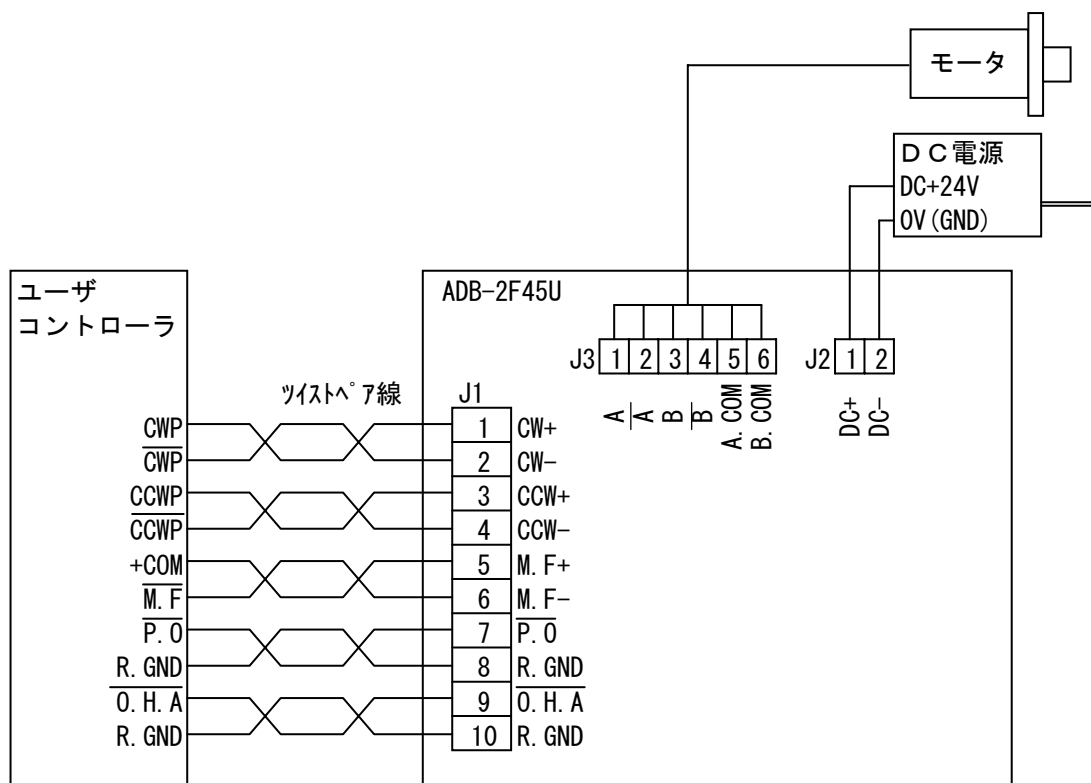 モータ
ＤＣ電源
DC+24V
0V(GND)
ユーザ
コントローラ
ADB-2F45U
J3 1 2 3 4 5 6
A
A̅
B
B̅
A.COM
B.COM
J2 1 2
DC+
DC-
ﾂｲｽﾄﾍﾟｱ線
J1
CWP 1 CW+
C̅W̅P̅ 2 CW-
CCWP 3 CCW+
C̅C̅W̅P̅ 4 CCW-
+COM 5 M.F+
M̅.̅F̅ 6 M.F-
P̅.̅O̅ 7 P̅.̅O̅
R.GND 8 R.GND
O̅.̅H̅.̅A̅ 9 O̅.̅H̅.̅A̅
R.GND 10 R.GND